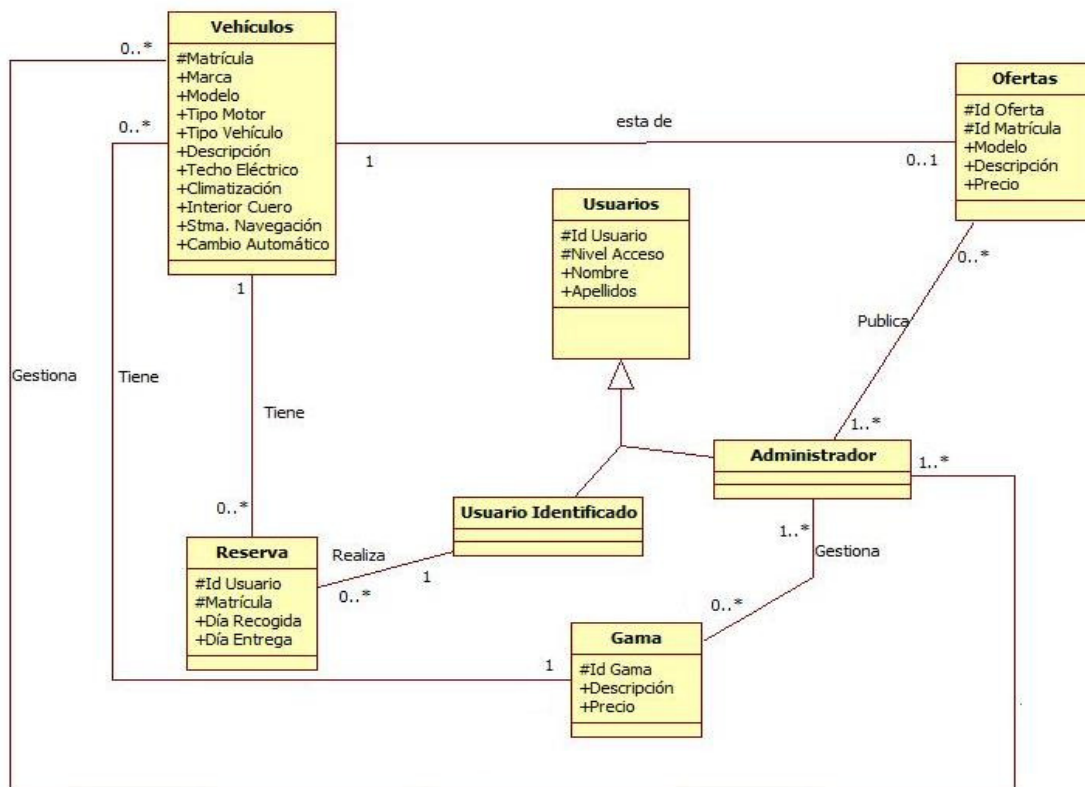 Vehículos
#Matrícula
+Marca
+Modelo
+Tipo Motor
+Tipo Vehículo
+Descripción
+Techo Eléctrico
+Climatización
+Interior Cuero
+Stma. Navegación
+Cambio Automático
0..*
0..*
esta de
1
0..1
Ofertas
#Id Oferta
#Id Matrícula
+Modelo
+Descripción
+Precio
Usuarios
#Id Usuario
#Nivel Acceso
+Nombre
+Apellidos
0..*
Publica
1..*
1
Gestiona
Tiene
Tiene
0..*
Administrador
1..*
Usuario Identificado
Reserva
#Id Usuario
#Matrícula
+Día Recogida
+Día Entrega
Realiza
0..*
1
1..*
Gestiona
0..*
Gama
#Id Gama
+Descripción
+Precio
1